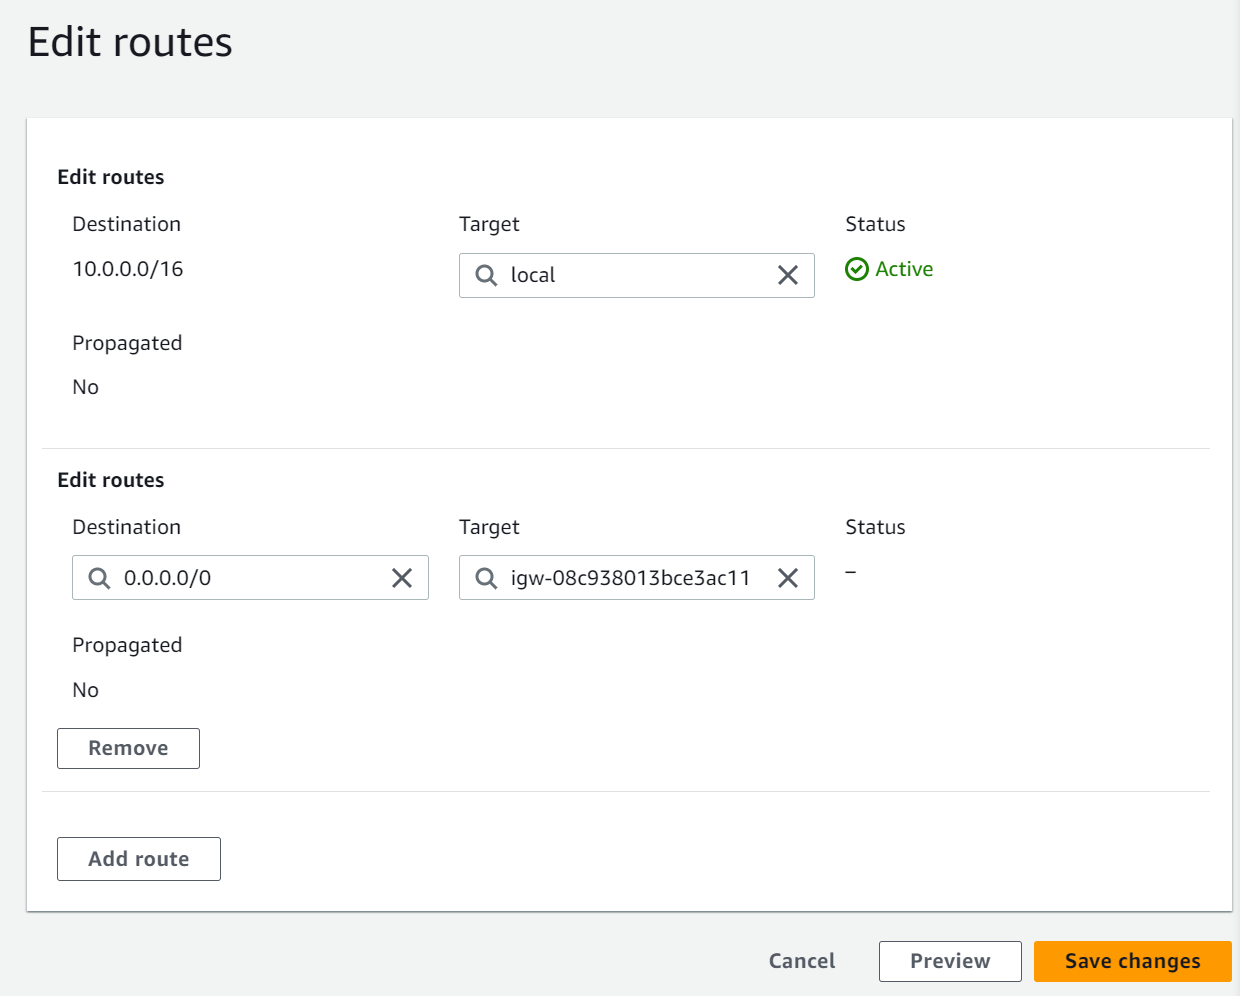 Edit routes
Edit routes
Destination Target Status
10.0.0.0/16 local Active
Propagated
No
Edit routes
Destination Target Status
0.0.0.0/0 igw-08c938013bce3ac11 –
Propagated
No
Remove
Add route
Cancel Preview Save changes